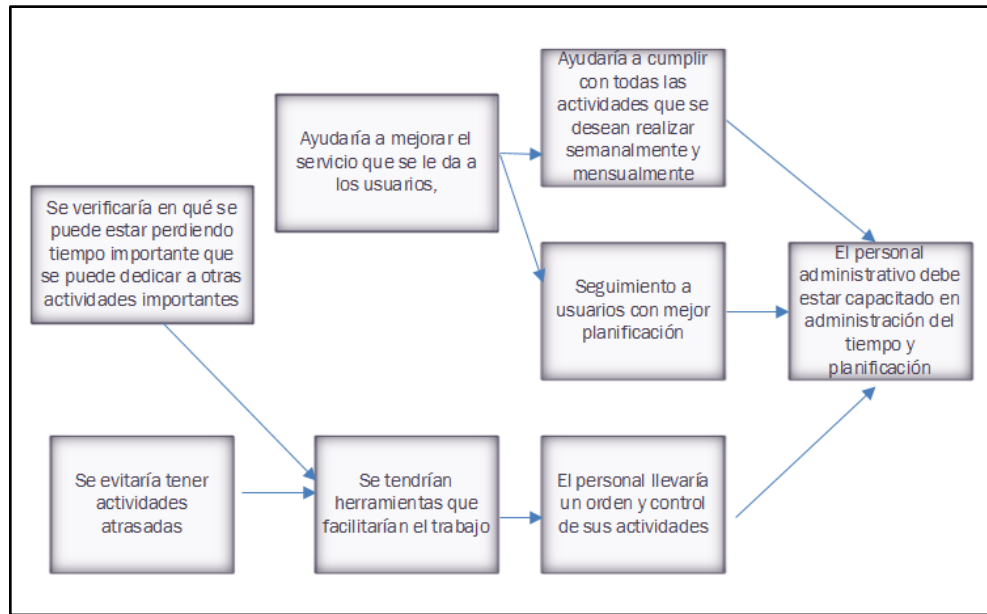 Ayudaría a cumplir
con todas las
actividades que se
desean realizar
semanalmente y
mensualmente
Ayudaría a mejorar el
servicio que se le da a
los usuarios,
Se verificaría en qué se
puede estar perdiendo
tiempo importante que
se puede dedicar a otras
actividades importantes
Seguimiento a
usuarios con mejor
planificación
El personal
administrativo debe
estar capacitado en
administración del
tiempo y
planificación
Se evitaría tener
actividades
atrasadas
Se tendrían
herramientas que
facilitarían el trabajo
El personal llevaría
un orden y control
de sus actividades